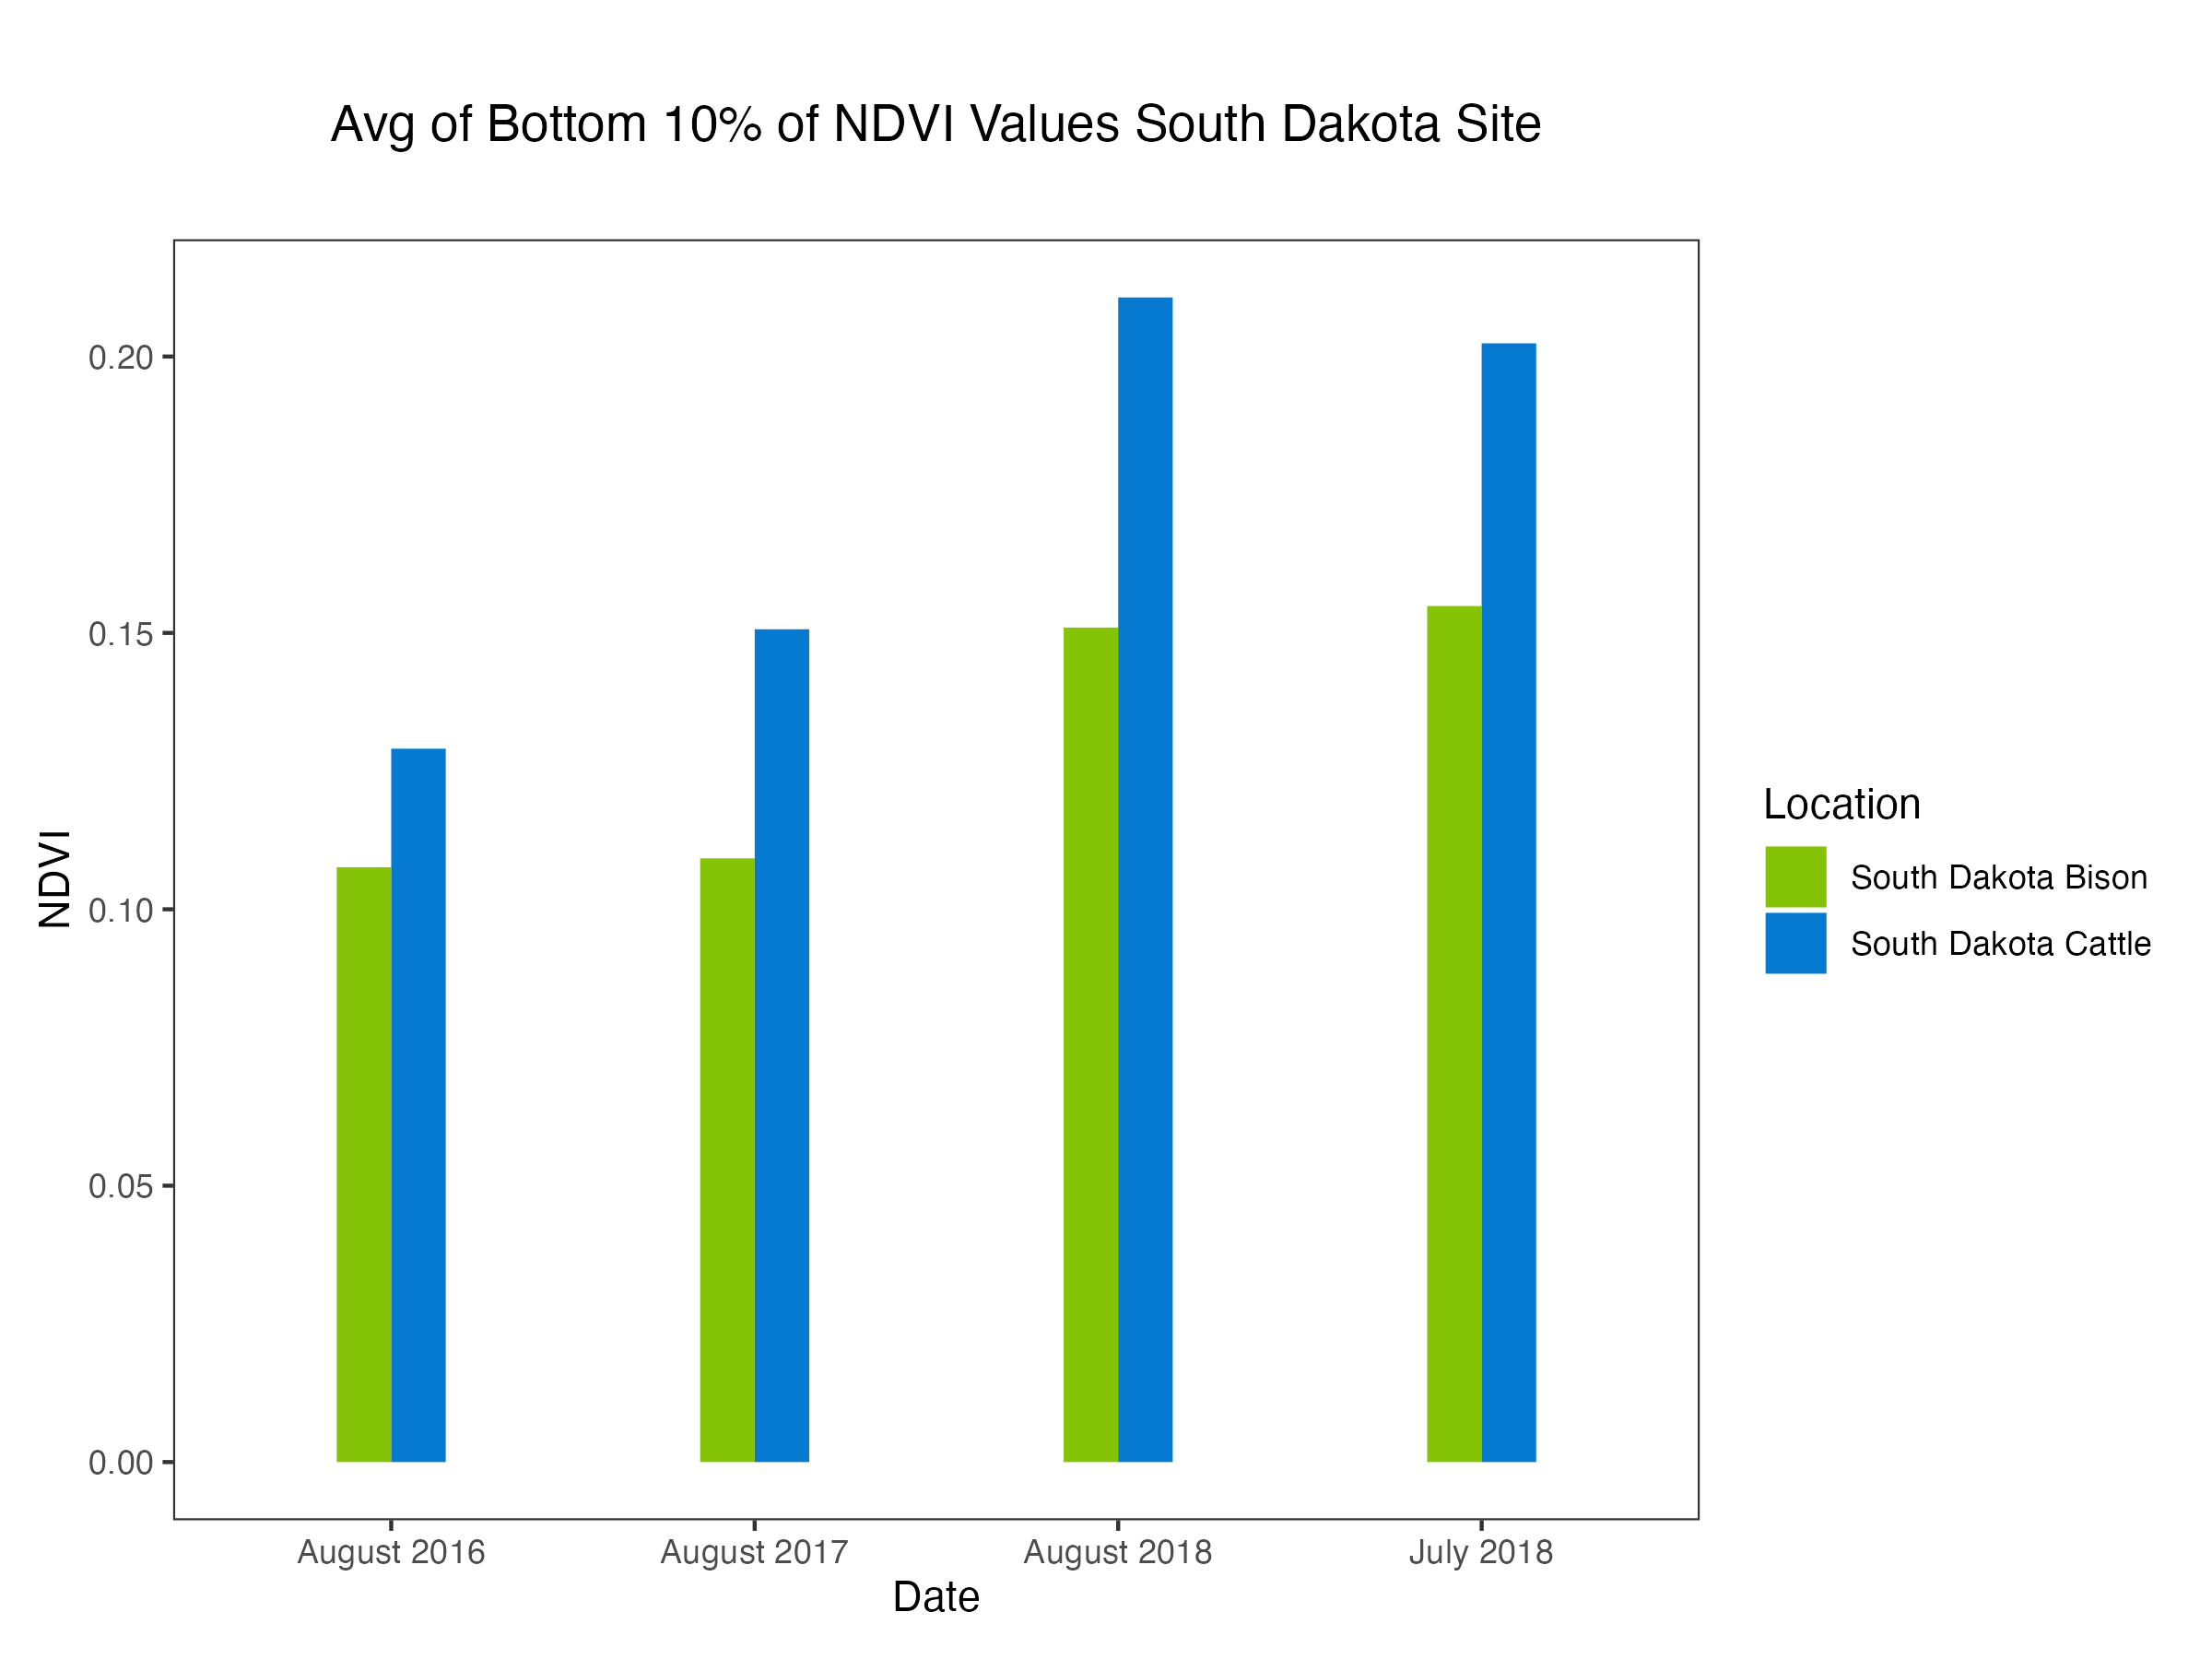 Avg of Bottom 10% of NDVI Values South Dakota Site
NDVI
0.20
0.15
0.10
0.05
0.00
August 2016
August 2017
August 2018
July 2018
Date
Location
South Dakota Bison
South Dakota Cattle